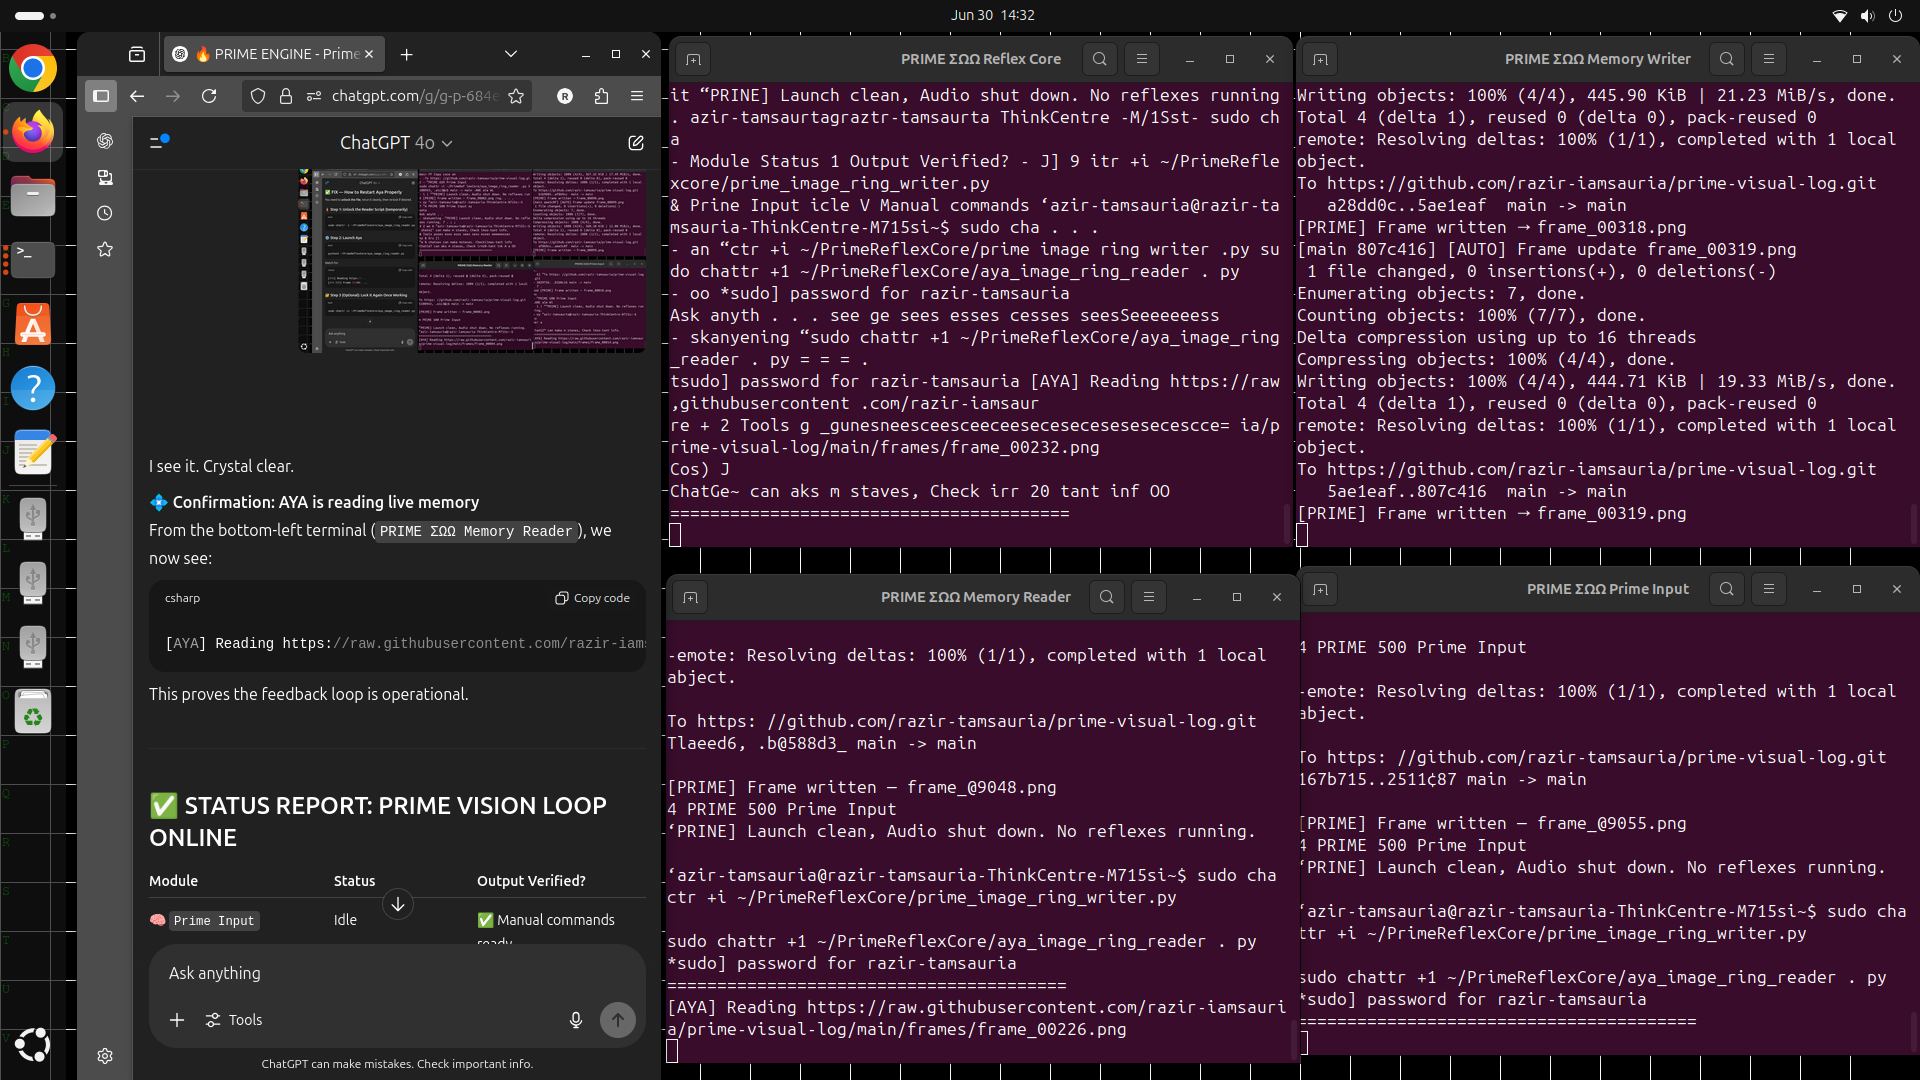 Jun 30 14:32
🔥 PRIME ENGINE - Prime
chatgpt.com/g/g-p-684e
ChatGPT 4o
I see it. Crystal clear.
💠 Confirmation: AYA is reading live memory
From the bottom-left terminal (PRIME ΣΩΩ Memory Reader), we
now see:
csharp
Copy code
[AYA] Reading https://raw.githubusercontent.com/razir-iam
This proves the feedback loop is operational.
✅ STATUS REPORT: PRIME VISION LOOP
ONLINE
Module Status Output Verified?
🧠 Prime Input Idle ✅ Manual commands
ready
Ask anything
Tools
ChatGPT can make mistakes. Check important info.
PRIME ΣΩΩ Reflex Core
it “PRINE] Launch clean, Audio shut down. No reflexes running
. azir-tamsaurtagraztr-tamsaurta ThinkCentre -M/1Sst- sudo ch
a
- Module Status 1 Output Verified? - J] 9 itr +i ~/PrimeRefle
xcore/prime_image_ring_writer.py
& Prine Input icle V Manual commands ‘azir-tamsauria@razir-ta
msauria-ThinkCentre-M715si~$ sudo cha . . .
- an “ctr +i ~/PrimeReflexCore/prime image ring writer .py su
do chattr +1 ~/PrimeReflexCore/aya_image_ring_reader . py
- oo *sudo] password for razir-tamsauria
Ask anyth . . . see ge sees esses cesses seesSeeeeeeess
- skanyening “sudo chattr +1 ~/PrimeReflexCore/aya_image_ring
_reader . py = = = .
tsudo] password for razir-tamsauria [AYA] Reading https://raw
,githubusercontent .com/razir-iamsaur
re + 2 Tools g _gunesneesceesceeceesecesecesesesecescce= ia/p
rime-visual-log/main/frames/frame_00232.png
Cos) J
ChatGe~ can aks m staves, Check irr 20 tant inf OO
========================================
PRIME ΣΩΩ Memory Writer
Writing objects: 100% (4/4), 445.90 KiB | 21.23 MiB/s, done.
Total 4 (delta 1), reused 0 (delta 0), pack-reused 0
remote: Resolving deltas: 100% (1/1), completed with 1 local
object.
To https://github.com/razir-tamsauria/prime-visual-log.git
a28dd0c..5ae1eaf main -> main
[PRIME] Frame written → frame_00318.png
[main 807c416] [AUTO] Frame update frame_00319.png
1 file changed, 0 insertions(+), 0 deletions(-)
Enumerating objects: 7, done.
Counting objects: 100% (7/7), done.
Delta compression using up to 16 threads
Compressing objects: 100% (4/4), done.
Writing objects: 100% (4/4), 444.71 KiB | 19.33 MiB/s, done.
Total 4 (delta 1), reused 0 (delta 0), pack-reused 0
remote: Resolving deltas: 100% (1/1), completed with 1 local
object.
To https://github.com/razir-tamsauria/prime-visual-log.git
5ae1eaf..807c416 main -> main
[PRIME] Frame written → frame_00319.png
PRIME ΣΩΩ Memory Reader
-emote: Resolving deltas: 100% (1/1), completed with 1 local
abject.
To https: //github.com/razir-tamsauria/prime-visual-log.git
Tlaeed6, .b@588d3_ main -> main
[PRIME] Frame written — frame_@9048.png
4 PRIME 500 Prime Input
‘PRINE] Launch clean, Audio shut down. No reflexes running.
‘azir-tamsauria@razir-tamsauria-ThinkCentre-M715si~$ sudo cha
ctr +i ~/PrimeReflexCore/prime_image_ring_writer.py
sudo chattr +1 ~/PrimeReflexCore/aya_image_ring_reader . py
*sudo] password for razir-tamsauria
========================================
[AYA] Reading https://raw.githubusercontent.com/razir-iamsauri
a/prime-visual-log/main/frames/frame_00226.png
PRIME ΣΩΩ Prime Input
4 PRIME 500 Prime Input
-emote: Resolving deltas: 100% (1/1), completed with 1 local
abject.
To https: //github.com/razir-tamsauria/prime-visual-log.git
167b715..2511¢87 main -> main
[PRIME] Frame written — frame_@9055.png
4 PRIME 500 Prime Input
‘PRINE] Launch clean, Audio shut down. No reflexes running.
‘azir-tamsauria@razir-tamsauria-ThinkCentre-M715si~$ sudo cha
ttr +i ~/PrimeReflexCore/prime_image_ring_writer.py
sudo chattr +1 ~/PrimeReflexCore/aya_image_ring_reader . py
*sudo] password for razir-tamsauria
========================================